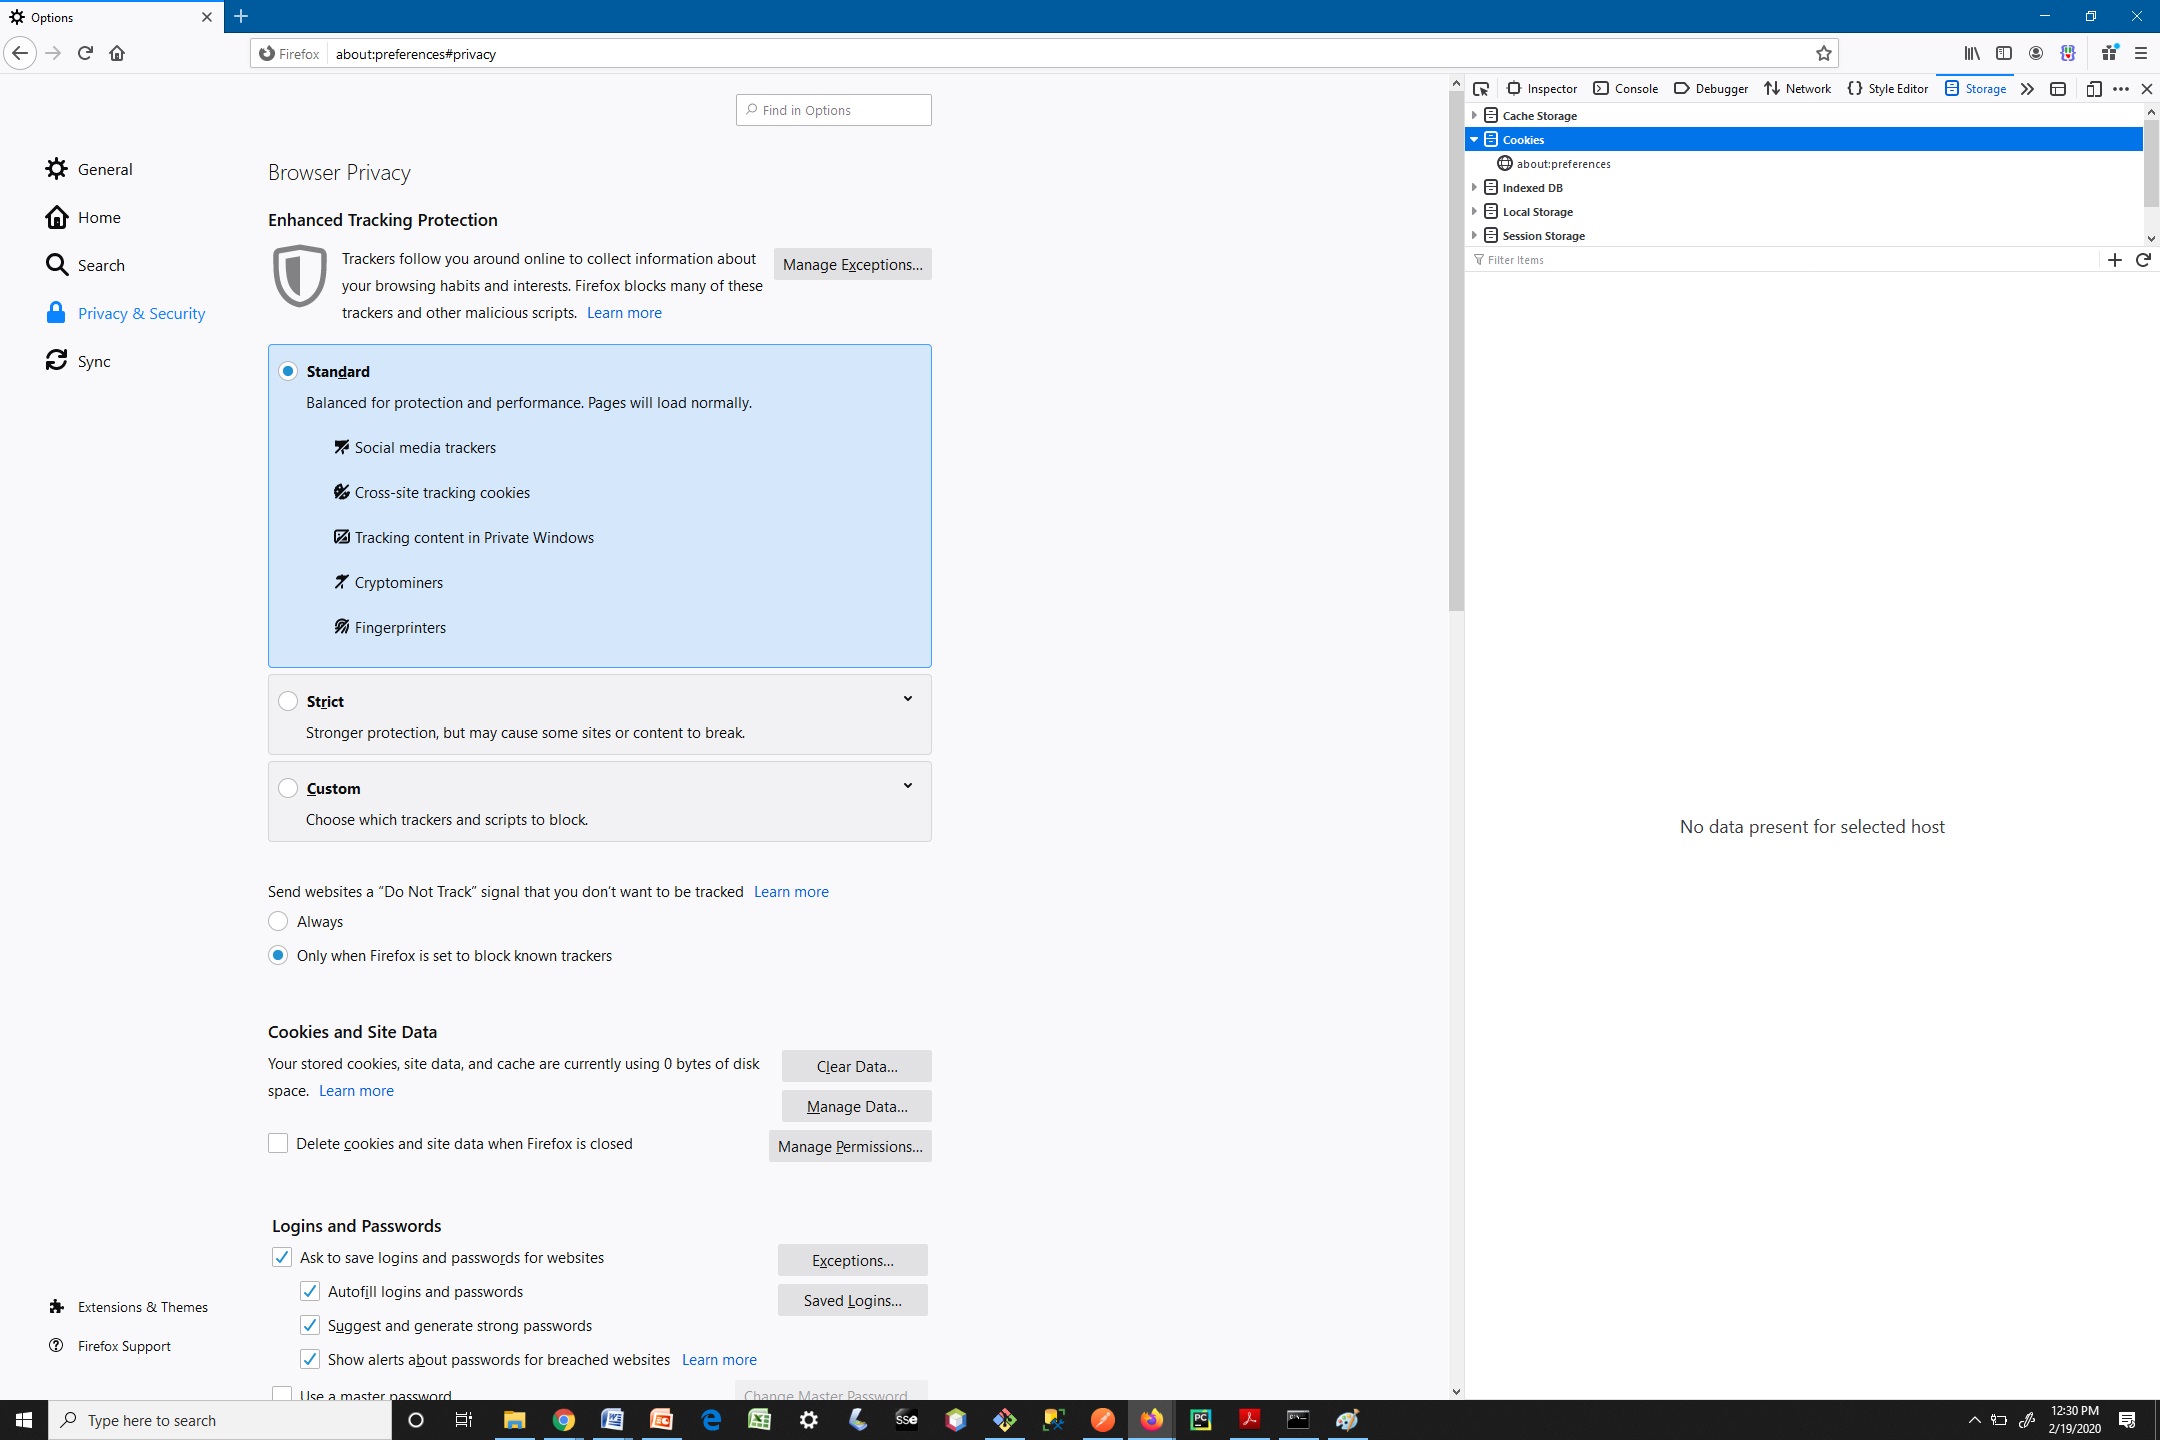 Options
Firefox
about:preferences#privacy
Find in Options
General
Home
Search
Privacy & Security
Sync
Extensions & Themes
Firefox Support
Browser Privacy
Enhanced Tracking Protection
Trackers follow you around online to collect information about
your browsing habits and interests. Firefox blocks many of these
trackers and other malicious scripts. Learn more
Manage Exceptions...
Standard
Balanced for protection and performance. Pages will load normally.
Social media trackers
Cross-site tracking cookies
Tracking content in Private Windows
Cryptominers
Fingerprinters
Strict
Stronger protection, but may cause some sites or content to break.
Custom
Choose which trackers and scripts to block.
Send websites a “Do Not Track” signal that you don’t want to be tracked Learn more
Always
Only when Firefox is set to block known trackers
Cookies and Site Data
Your stored cookies, site data, and cache are currently using 0 bytes of disk
space. Learn more
Clear Data...
Manage Data...
Delete cookies and site data when Firefox is closed
Manage Permissions...
Logins and Passwords
Ask to save logins and passwords for websites
Exceptions...
Autofill logins and passwords
Saved Logins...
Suggest and generate strong passwords
Show alerts about passwords for breached websites Learn more
Use a master password
Change Master Password
Inspector
Console
Debugger
Network
Style Editor
Storage
Cache Storage
Cookies
about:preferences
Indexed DB
Local Storage
Session Storage
Filter Items
No data present for selected host
Type here to search
SSE
PC
12:30 PM
2/19/2020